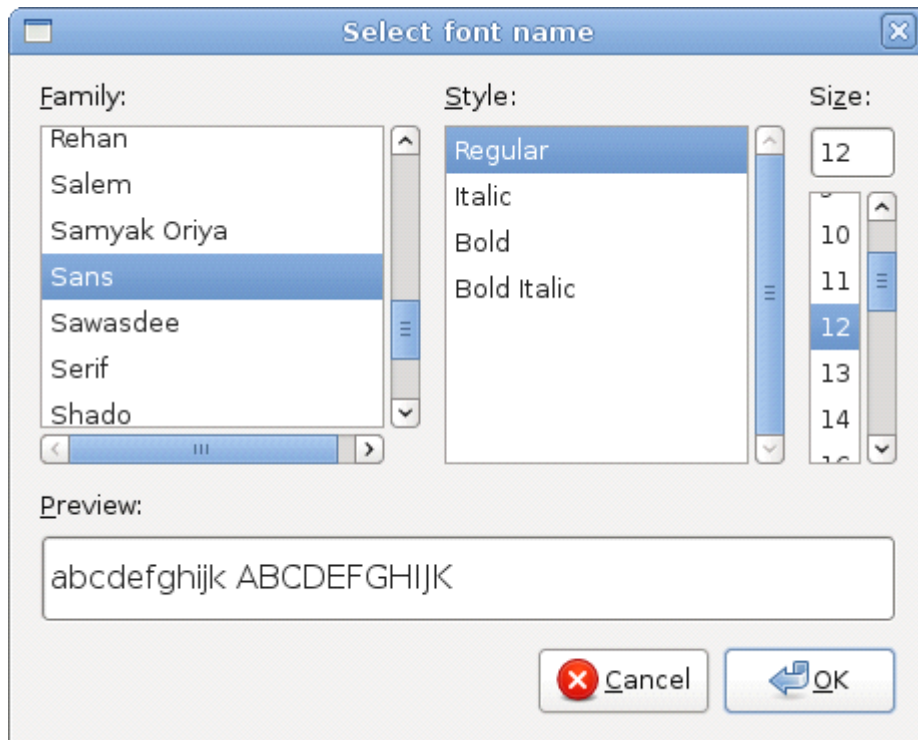 Select font name
Family: Style: Size:
Rehan
Salem
Samyak Oriya
Sans
Sawasdee
Serif
Shado
Regular
Italic
Bold
Bold Italic
12
10
11
12
13
14
Preview:
abcdefghijk ABCDEFGHIJK
Cancel OK